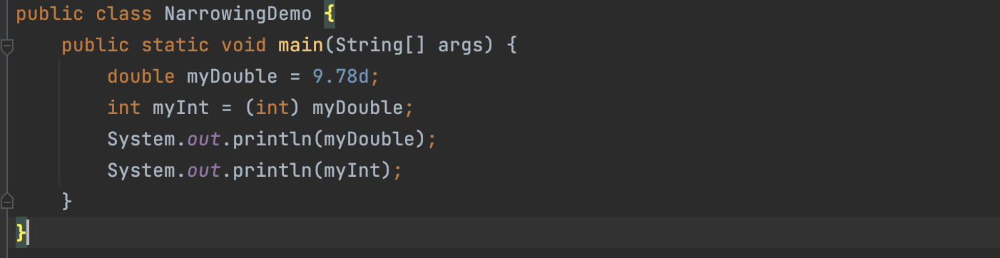 public class NarrowingDemo {
    public static void main(String[] args) {
        double myDouble = 9.78d;
        int myInt = (int) myDouble;
        System.out.println(myDouble);
        System.out.println(myInt);
    }
}